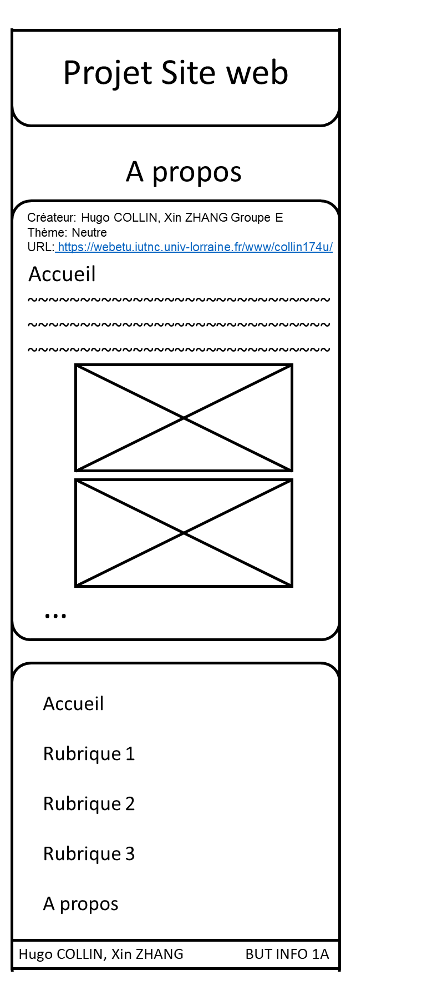 Projet Site web
A propos
Créateur: Hugo COLLIN, Xin ZHANG Groupe E
Thème: Neutre
URL: https://webetu.iutnc.univ-lorraine.fr/www/collin174u/
Accueil
~~~~~~~~~~~~~~~~~~~~~~~~~~~~~
~~~~~~~~~~~~~~~~~~~~~~~~~~~~~
~~~~~~~~~~~~~~~~~~~~~~~~~~~~~
...
Accueil
Rubrique 1
Rubrique 2
Rubrique 3
A propos
Hugo COLLIN, Xin ZHANG BUT INFO 1A